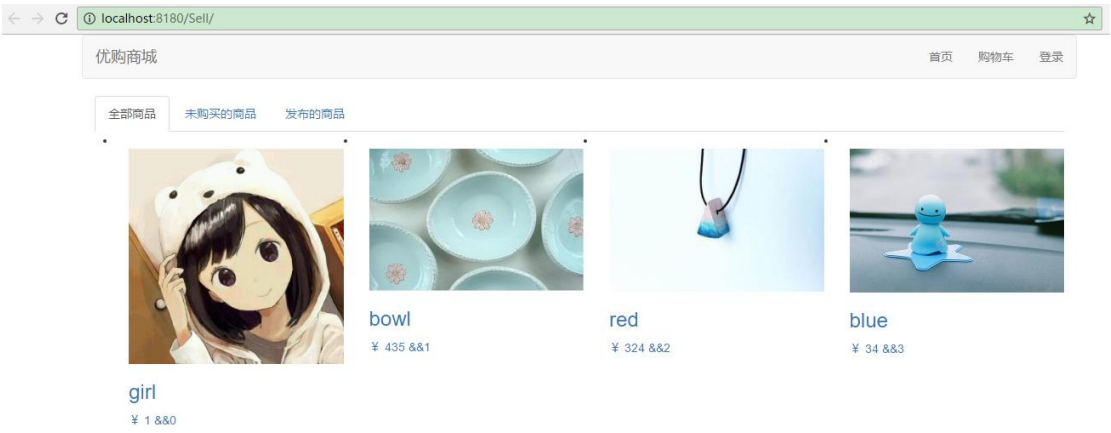 localhost:8180/Sell/
优购商城
首页 购物车 登录
全部商品 未购买的商品 发布的商品
bowl
¥ 435 &&1
red
¥ 324 &&2
blue
¥ 34 &&3
girl
¥ 1 &&0